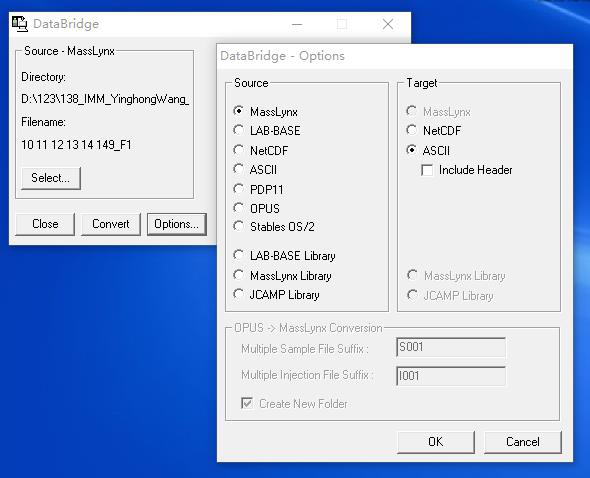 DataBridge
Source - MassLynx
Directory:
D:\123\138_IMM_YinghongWang_
Filename:
10 11 12 13 14 149_F1
Select...
Close
Convert
Options...
DataBridge - Options
Source
MassLynx
LAB-BASE
NetCDF
ASCII
PDP11
OPUS
Stables OS/2
LAB-BASE Library
MassLynx Library
JCAMP Library
Target
MassLynx
NetCDF
ASCII
Include Header
MassLynx Library
JCAMP Library
OPUS -> MassLynx Conversion
Multiple Sample File Suffix :
S001
Multiple Injection File Suffix :
I001
Create New Folder
OK
Cancel